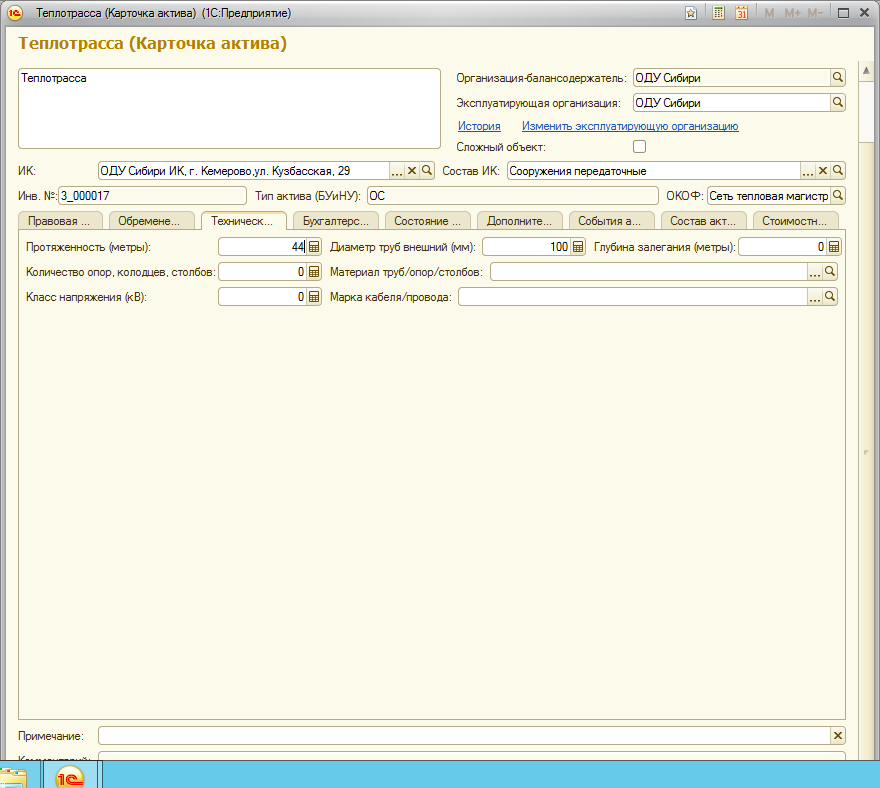 Теплотрасса (Карточка актива) (1С:Предприятие)
31 M M+ M-
Теплотрасса (Карточка актива)
Теплотрасса
Организация-балансодержатель: ОДУ Сибири
Эксплуатирующая организация: ОДУ Сибири
История Изменить эксплуатирующую организацию
Сложный объект:
ИК: ОДУ Сибири ИК, г. Кемерово,ул. Кузбасская, 29 ... Состав ИК: Сооружения передаточные ...
Инв. №: 3_000017 Тип актива (БУиНУ): ОС ОКОФ: Сеть тепловая магистр
Правовая ... Обремене... Техническ... Бухгалтерс... Состояние ... Дополните... События а... Состав акт... Стоимостн...
Протяженность (метры): 44 Диаметр труб внешний (мм): 100 Глубина залегания (метры): 0
Количество опор, колодцев, столбов: 0 Материал труб/опор/столбов: ...
Класс напряжения (кВ): 0 Марка кабеля/провода: ...
Примечание:
Комментарий:
1С